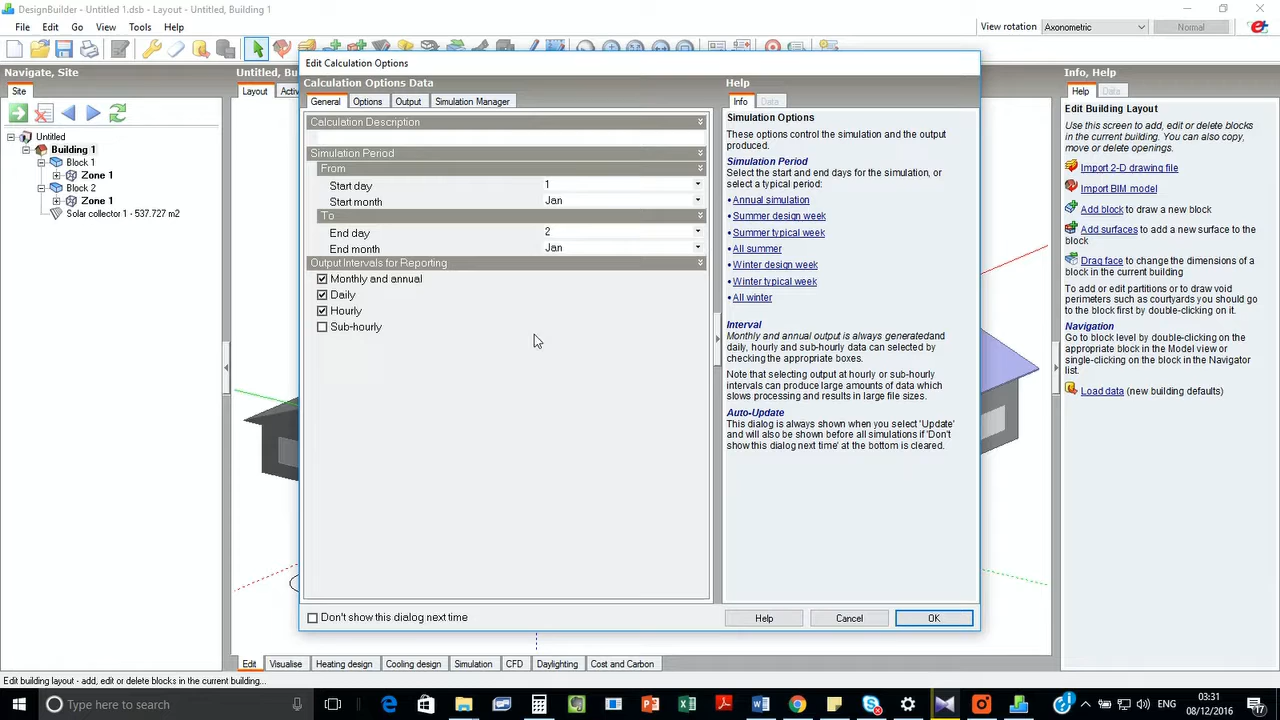 DesignBuilder - Untitled 1.dsb - Layout - Untitled, Building 1
File Edit Go View Tools Help
View rotation Axonometric Normal
Navigate, Site
Site
Untitled
Building 1
Block 1
Zone 1
Block 2
Zone 1
Solar collector 1 - 537.727 m2
Untitled, Bu
Layout Activ
Edit Calculation Options
Calculation Options Data
General Options Output Simulation Manager
Calculation Description
Simulation Period
From
Start day 1
Start month Jan
To
End day 2
End month Jan
Output Intervals for Reporting
Monthly and annual
Daily
Hourly
Sub-hourly
Don't show this dialog next time
Help
Info Data
Simulation Options
These options control the simulation and the output
produced.
Simulation Period
Select the start and end days for the simulation, or
select a typical period:
• Annual simulation
• Summer design week
• Summer typical week
• All summer
• Winter design week
• Winter typical week
• All winter
Interval
Monthly and annual output is always generatedand
daily, hourly and sub-hourly data can selected by
checking the appropriate boxes.
Note that selecting output at hourly or sub-hourly
intervals can produce large amounts of data which
slows processing and results in large file sizes.
Auto-Update
This dialog is always shown when you select 'Update'
and will also be shown before all simulations if 'Don't
show this dialog next time' at the bottom is cleared.
Help Cancel OK
Info, Help
Help Data
Edit Building Layout
Use this screen to add, edit or delete blocks
in the current building. You can also copy,
move or delete openings.
Import 2-D drawing file
Import BIM model
Add block to draw a new block
Add surfaces to add a new surface to the
block
Drag face to change the dimensions of a
block in the current building
To add or edit partitions or to draw void
perimeters such as courtyards you should go
to the block first by double-clicking on it.
Navigation
Go to block level by double-clicking on the
appropriate block in the Model view or
single-clicking on the block in the Navigator
list.
Load data (new building defaults)
Edit Visualise Heating design Cooling design Simulation CFD Daylighting Cost and Carbon
Edit building layout - add, edit or delete blocks in the current building...
Type here to search
ENG
03:31
08/12/2016